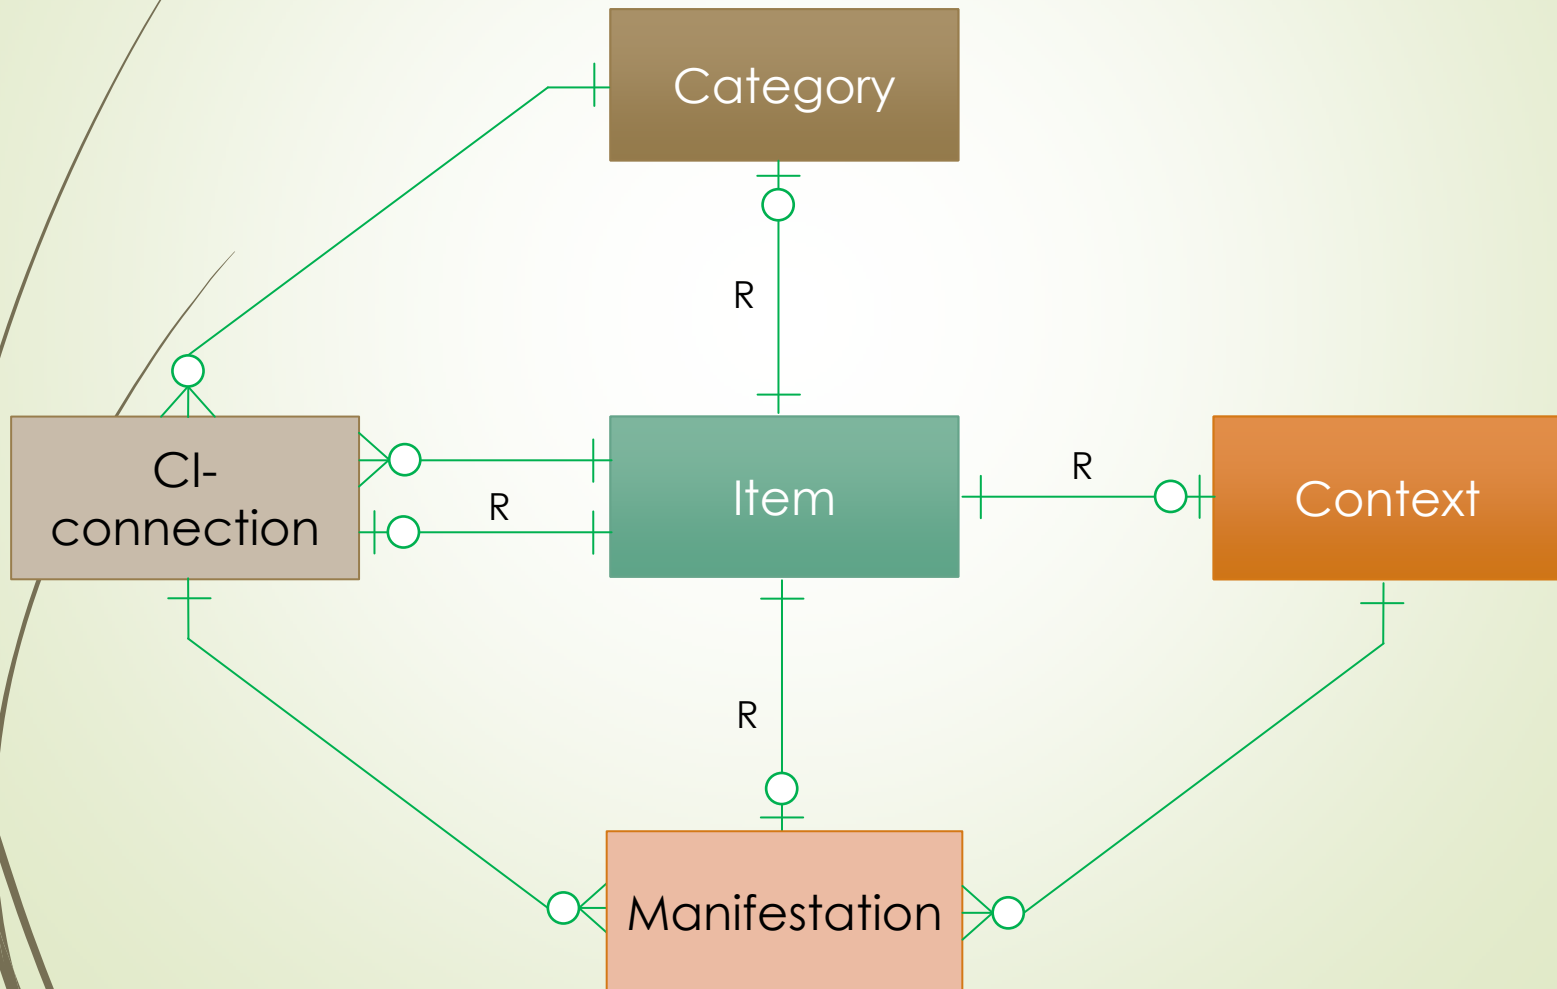 Category
R
CI-
connection
R
Item
R
Context
R
Manifestation